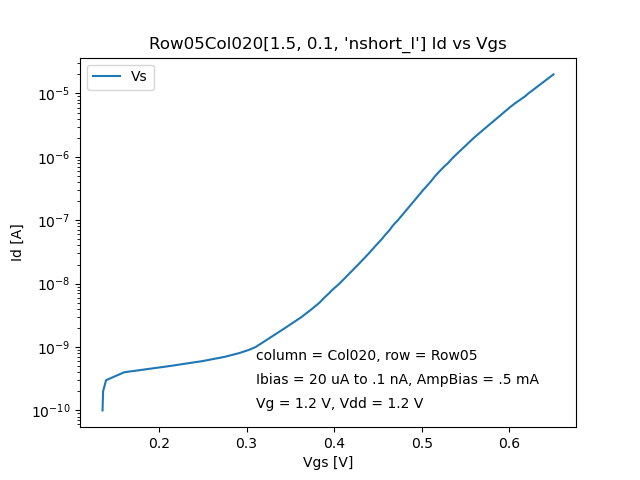 Row05Col020[1.5, 0.1, 'nshort_l'] Id vs Vgs
Vs
10⁻⁵
10⁻⁶
10⁻⁷
10⁻⁸
10⁻⁹
10⁻¹⁰
Id [A]
column = Col020, row = Row05
Ibias = 20 uA to .1 nA, AmpBias = .5 mA
Vg = 1.2 V, Vdd = 1.2 V
0.2 0.3 0.4 0.5 0.6
Vgs [V]